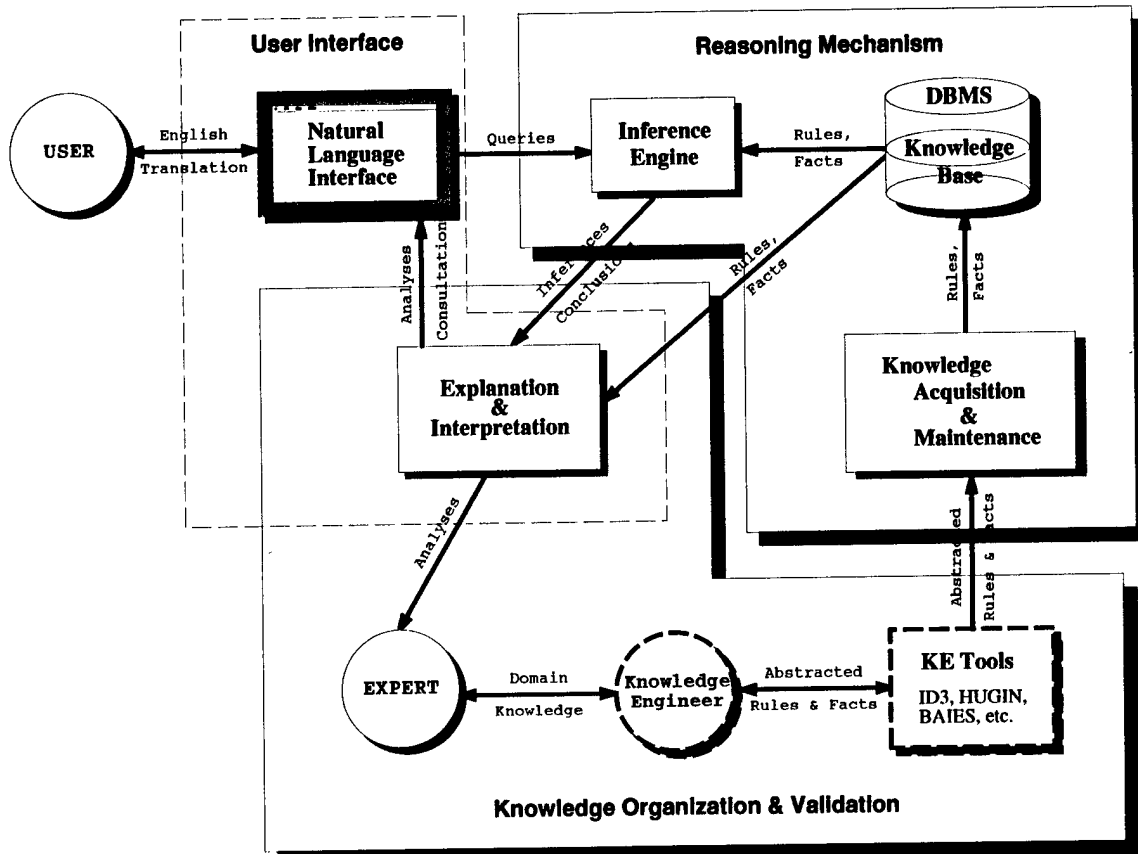 User Interface
Reasoning Mechanism
USER
English
Translation
Natural
Language
Interface
Queries
Inference
Engine
Rules,
Facts
DBMS
Knowledge
Base
Analyses
Consultation
Inferences
Conclusions
Rules,
Facts
Rules,
Facts
Explanation
&
Interpretation
Knowledge
Acquisition
&
Maintenance
Analyses
Abstracted
Rules & Facts
EXPERT
Domain
Knowledge
Knowledge
Engineer
Abstracted
Rules & Facts
KE Tools
ID3, HUGIN,
BAIES, etc.
Knowledge Organization & Validation